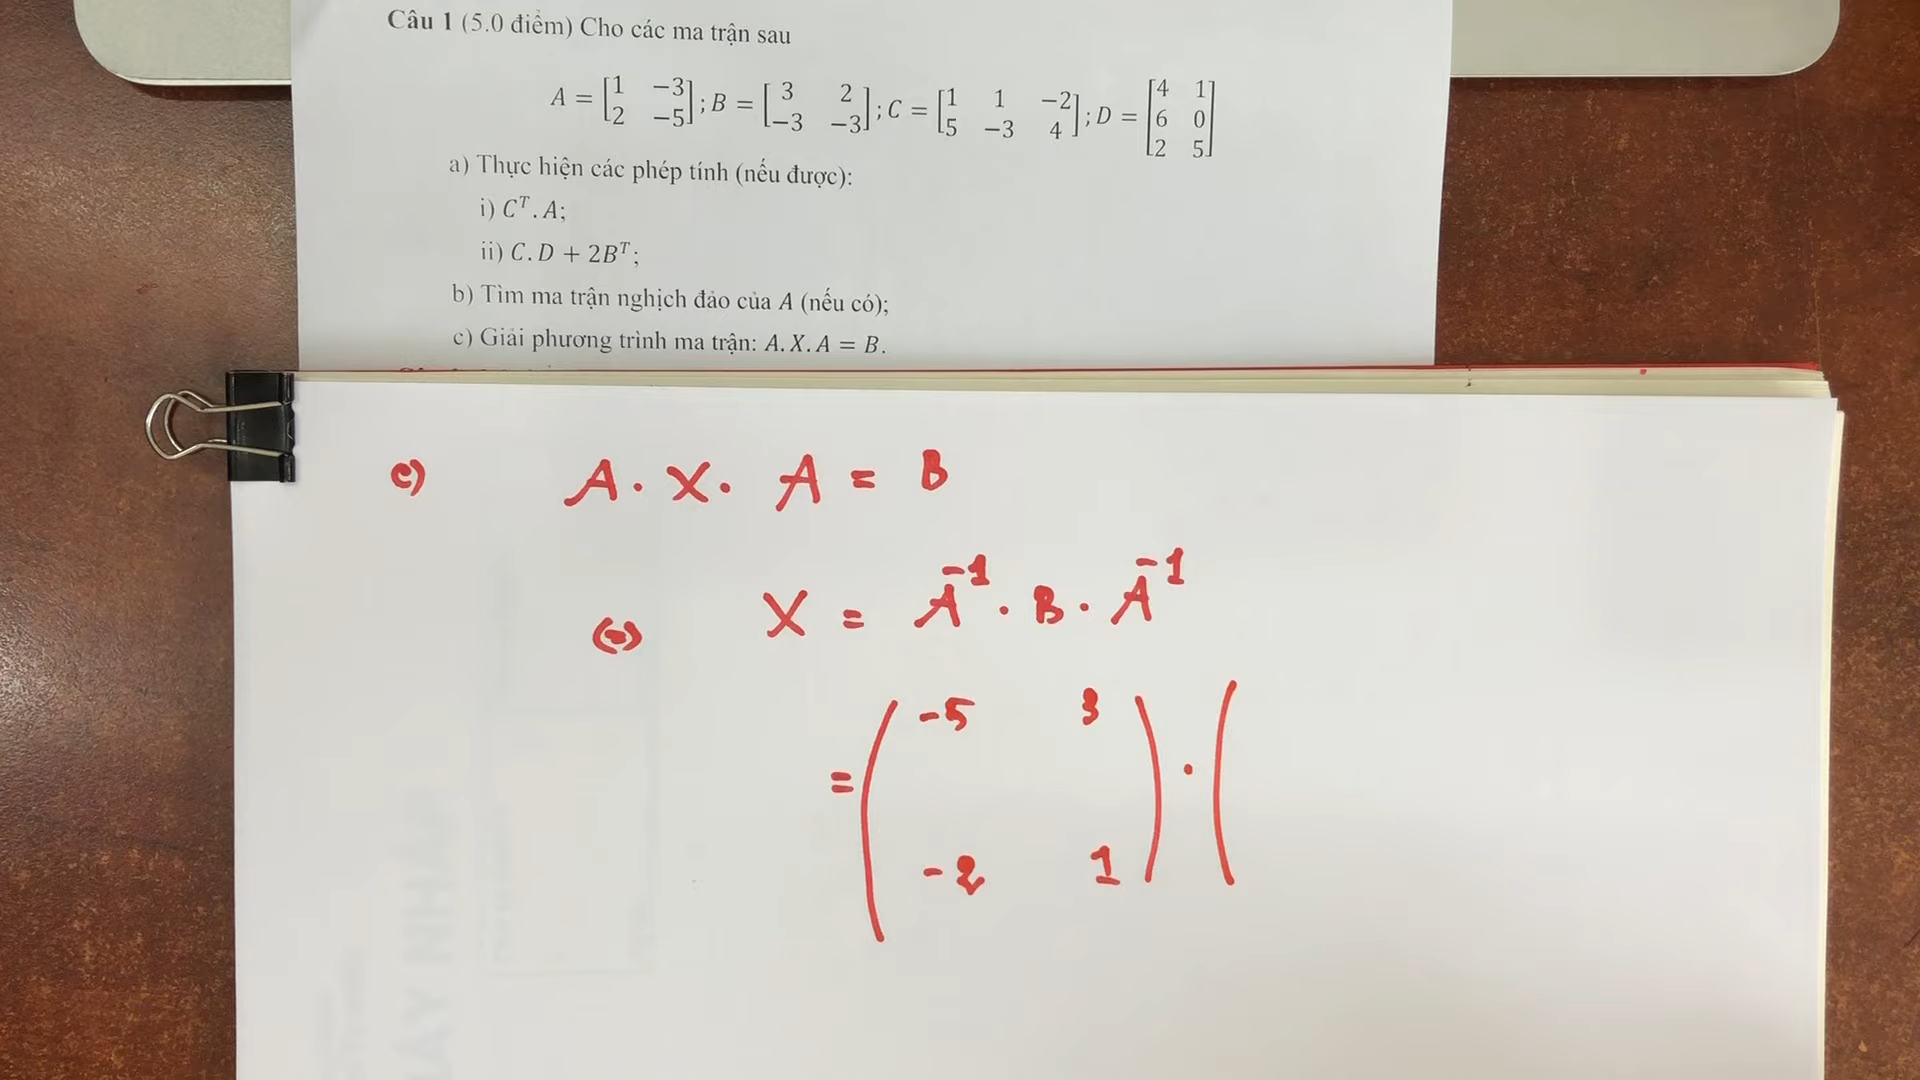 Câu 1 (5.0 điểm) Cho các ma trận sau
A = [1 −3; 2 −5]; B = [3 2; −3 −3]; C = [1 1 −2; 5 −3 4]; D = [4 1; 6 0; 2 5]
a) Thực hiện các phép tính (nếu được):
i) Cᵀ. A;
ii) C. D + 2Bᵀ;
b) Tìm ma trận nghịch đảo của A (nếu có);
c) Giải phương trình ma trận: A. X. A = B.
c) A . X . A = B
(=) X = A⁻¹ . B . A⁻¹
= ( -5 3
-2 1 ) . (